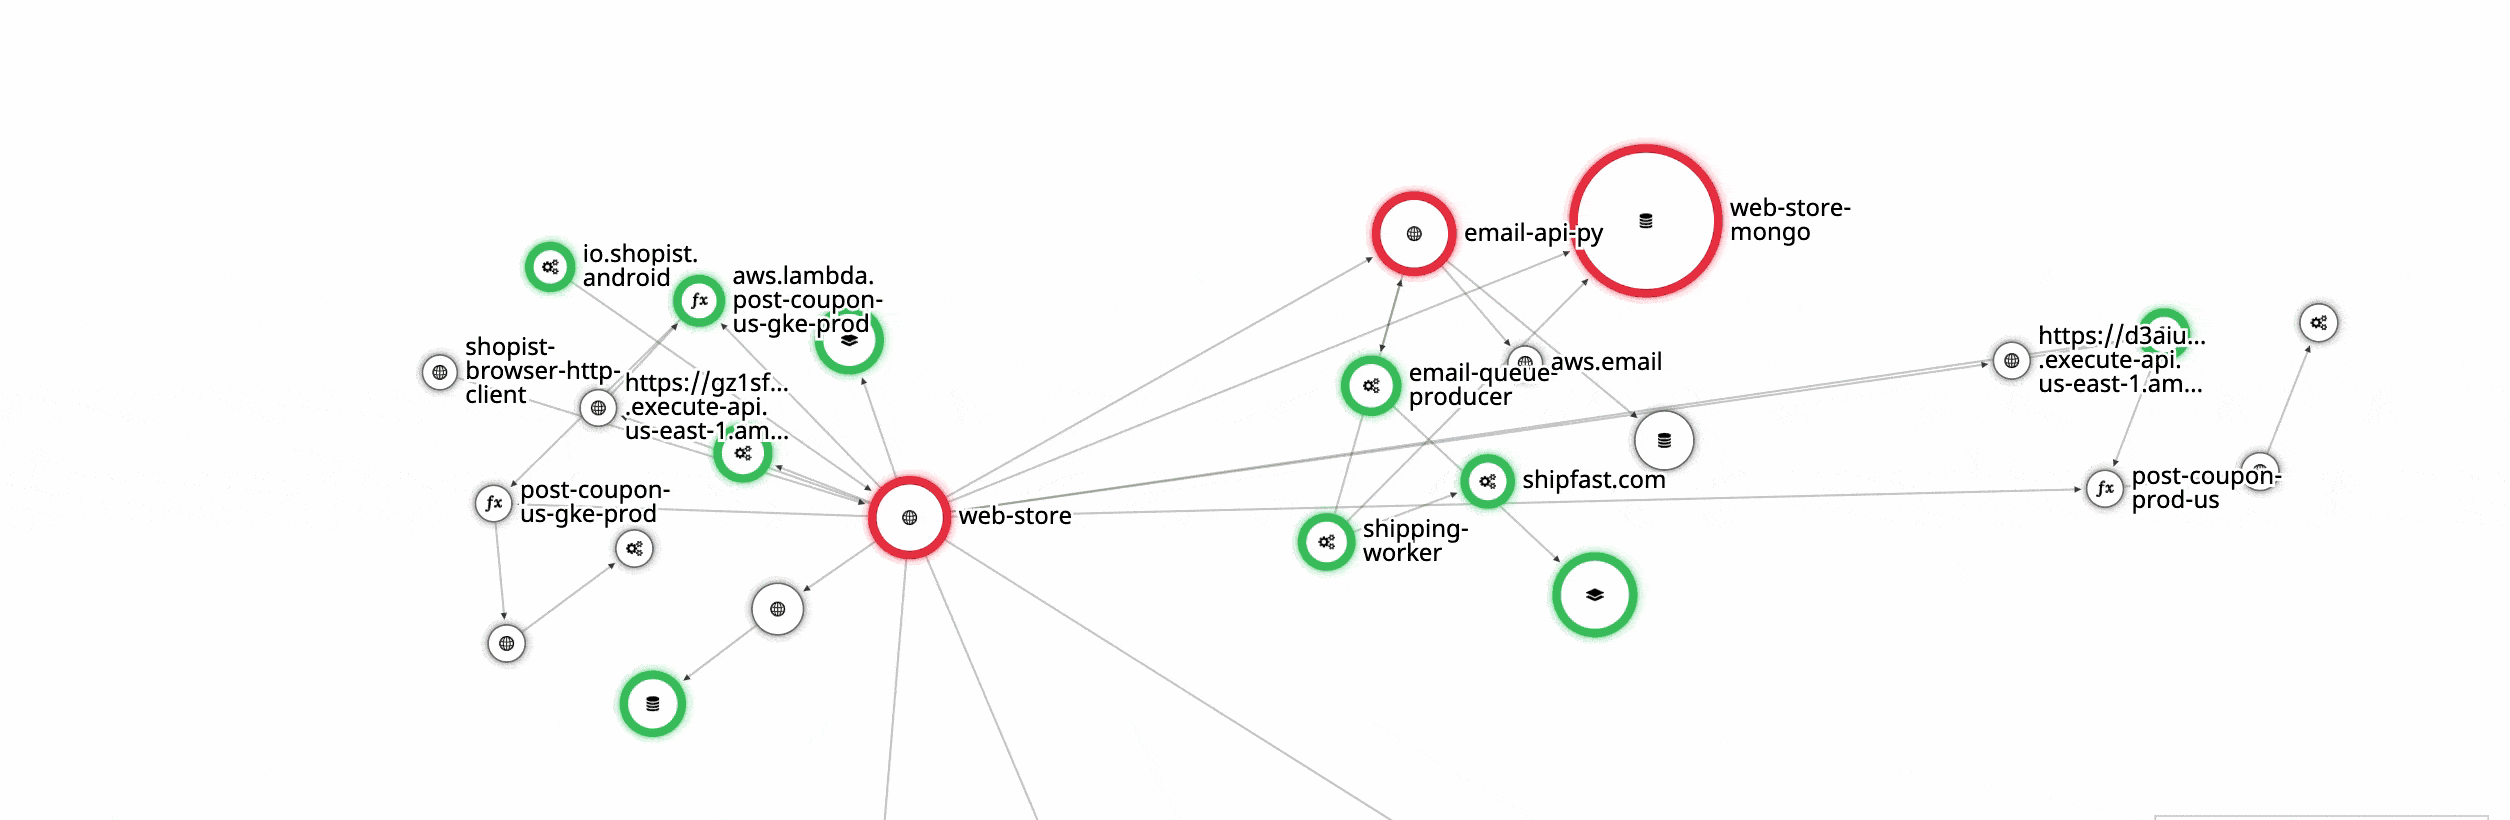 io.shopist.
android
aws.lambda.
post-coupon-
us-gke-prod
shopist-
browser-http-
client
https://gz1sf...
.execute-api.
us-east-1.am...
post-coupon-
us-gke-prod
web-store
email-api-py
web-store-
mongo
email-queue-
producer
aws.email
shipfast.com
shipping-
worker
https://d3aiu...
.execute-api.
us-east-1.am...
post-coupon-
prod-us